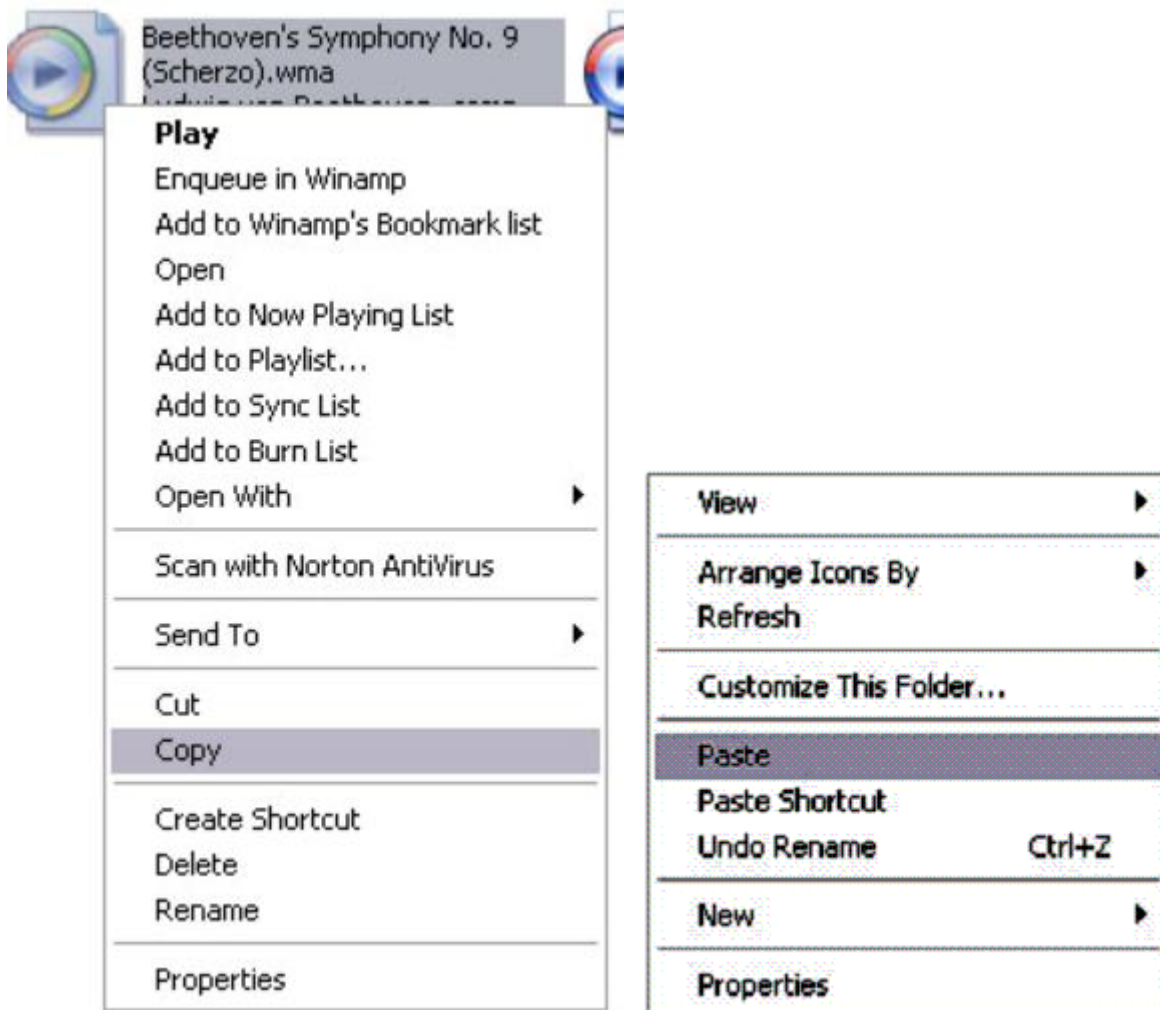 Beethoven's Symphony No. 9
(Scherzo).wma
Play
Enqueue in Winamp
Add to Winamp's Bookmark list
Open
Add to Now Playing List
Add to Playlist...
Add to Sync List
Add to Burn List
Open With
Scan with Norton AntiVirus
Send To
Cut
Copy
Create Shortcut
Delete
Rename
Properties
View
Arrange Icons By
Refresh
Customize This Folder...
Paste
Paste Shortcut
Undo Rename Ctrl+Z
New
Properties